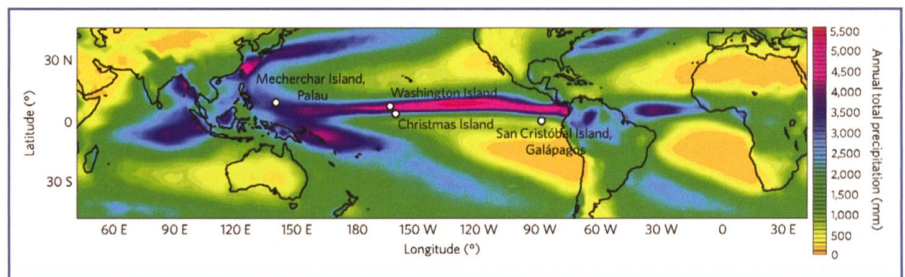 30 N
0
30 S
Latitude (°)
Mecherchar Island,
Palau
Washington Island
Christmas Island
San Cristóbal Island,
Galápagos
60 E
90 E
120 E
150 E
180
150 W
120 W
90 W
60 W
30 W
0
30 E
Longitude (°)
5,500
5,000
4,500
4,000
3,500
3,000
2,500
2,000
1,500
1,000
500
0
Annual total precipitation (mm)